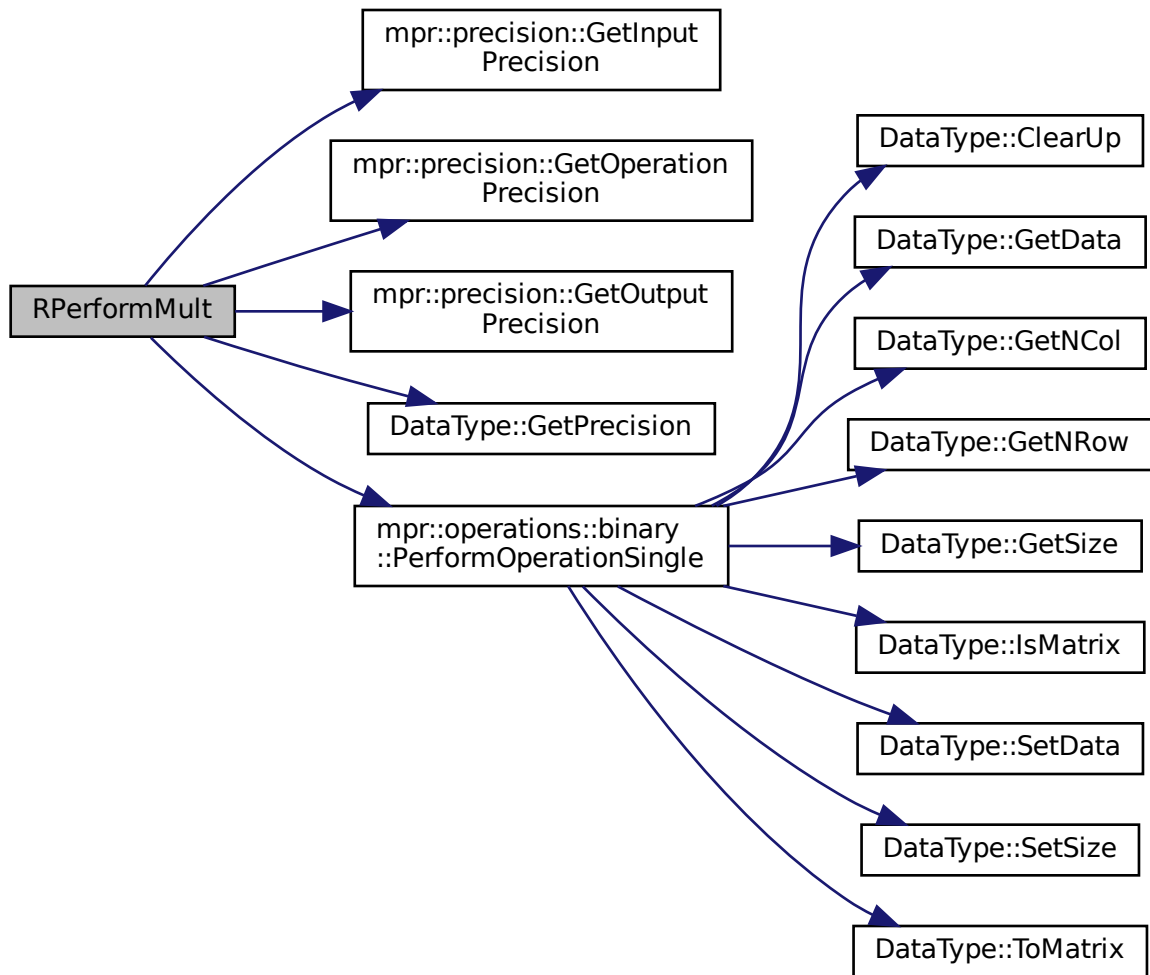 RPerformMult
mpr::precision::GetInput
Precision
mpr::precision::GetOperation
Precision
mpr::precision::GetOutput
Precision
DataType::GetPrecision
mpr::operations::binary
::PerformOperationSingle
DataType::ClearUp
DataType::GetData
DataType::GetNCol
DataType::GetNRow
DataType::GetSize
DataType::IsMatrix
DataType::SetData
DataType::SetSize
DataType::ToMatrix